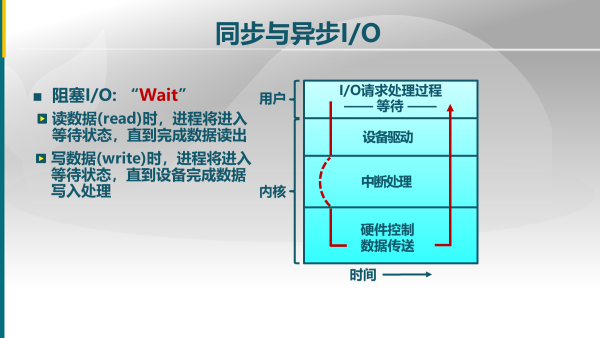 同步与异步I/O
阻塞I/O: “Wait”
读数据(read)时，进程将进入
等待状态，直到完成数据读出
写数据(write)时，进程将进入
等待状态，直到设备完成数据
写入处理
用户
内核
I/O请求处理过程
等待
设备驱动
中断处理
硬件控制
数据传送
时间